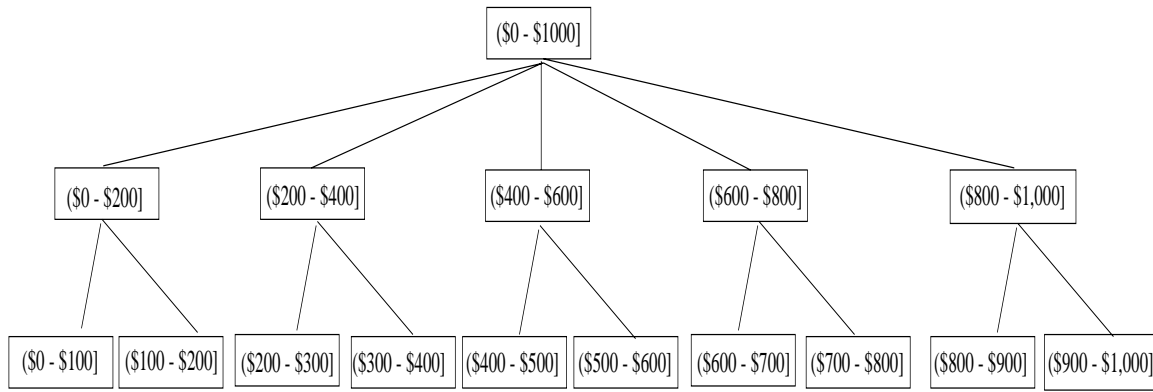 ($0 - $1000]
($0 - $200]
($200 - $400]
($400 - $600]
($600 - $800]
($800 - $1,000]
($0 - $100]
($100 - $200]
($200 - $300]
($300 - $400]
($400 - $500]
($500 - $600]
($600 - $700]
($700 - $800]
($800 - $900]
($900 - $1,000]